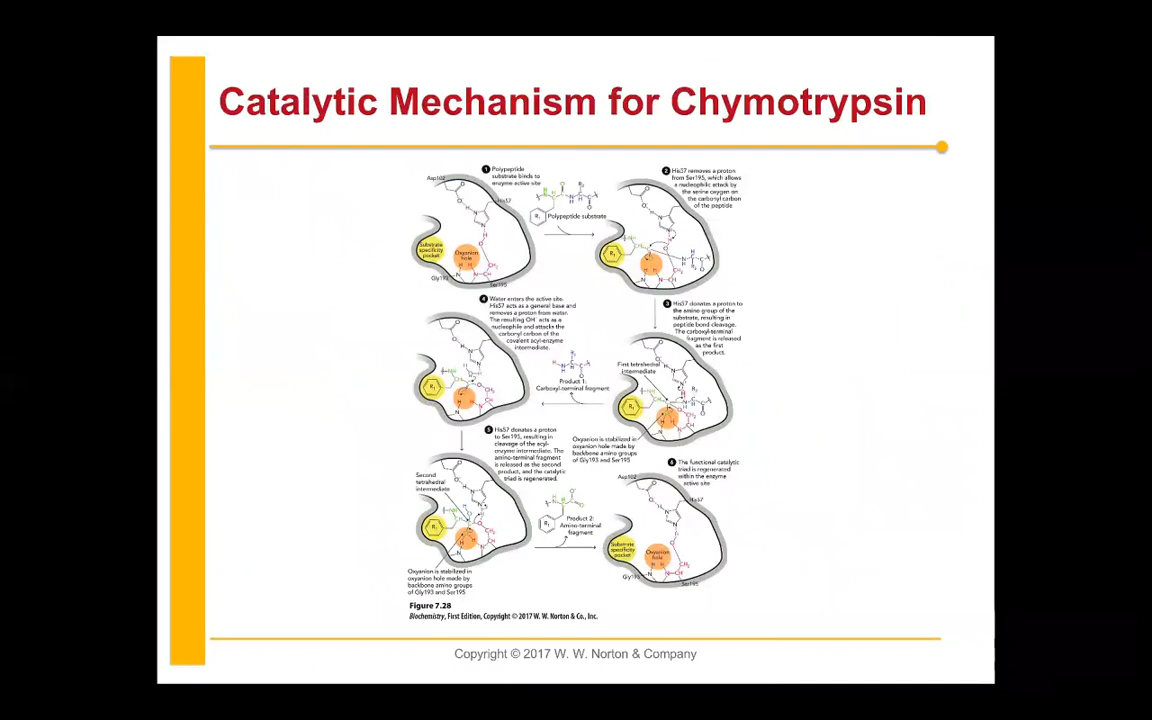 Catalytic Mechanism for Chymotrypsin
1 Polypeptide
substrate binds to
enzyme active site
Asp102
His57
Substrate
specificity
pocket
Oxyanion
hole
Gly193
Ser195
Polypeptide substrate
R1
2 His57 removes a proton
from Ser195, which allows
a nucleophilic attack by
the serine oxygen on
the carbonyl carbon
of the peptide
R1
3 His57 donates a proton to
the amino group of the
substrate, resulting in
peptide bond cleavage.
The carboxyl-terminal
fragment is released
as the first
product.
First tetrahedral
intermediate
R1
Oxyanion is stabilized in
oxyanion hole made by
backbone amino groups
of Gly193 and Ser195
Product 1:
Carboxyl-terminal fragment
4 Water enters the active site.
His57 acts as a general base and
removes a proton from water.
The resulting OH⁻ acts as a
nucleophile and attacks the
carbonyl carbon of the
covalent acyl-enzyme
intermediate.
R1
5 His57 donates a proton
to Ser195, resulting in
cleavage of the acyl-
enzyme intermediate. The
amino-terminal fragment
is released as the second
product, and the catalytic
triad is regenerated.
Second
tetrahedral
intermediate
R1
Oxyanion is stabilized in
oxyanion hole made by
backbone amino groups
of Gly193 and Ser195
R1
Product 2:
Amino-terminal
fragment
6 The functional catalytic
triad is regenerated
within the enzyme
active site
Asp102
His57
Substrate
specificity
pocket
Oxyanion
hole
Gly193
Ser195
Figure 7.28
Biochemistry, First Edition, Copyright © 2017 W. W. Norton & Co., Inc.
Copyright © 2017 W. W. Norton & Company